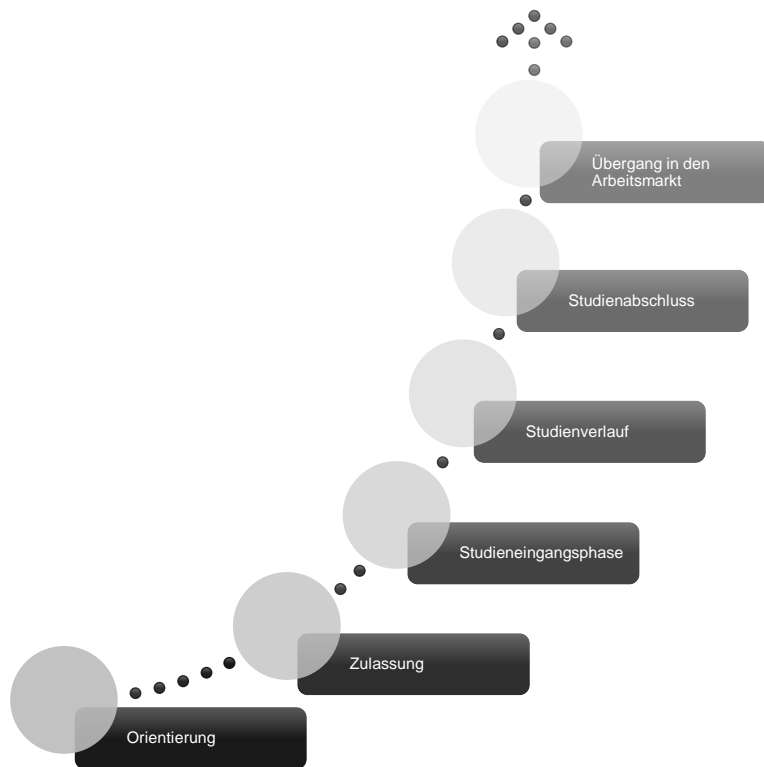 Übergang in den
Arbeitsmarkt
Studienabschluss
Studienverlauf
Studieneingangsphase
Zulassung
Orientierung